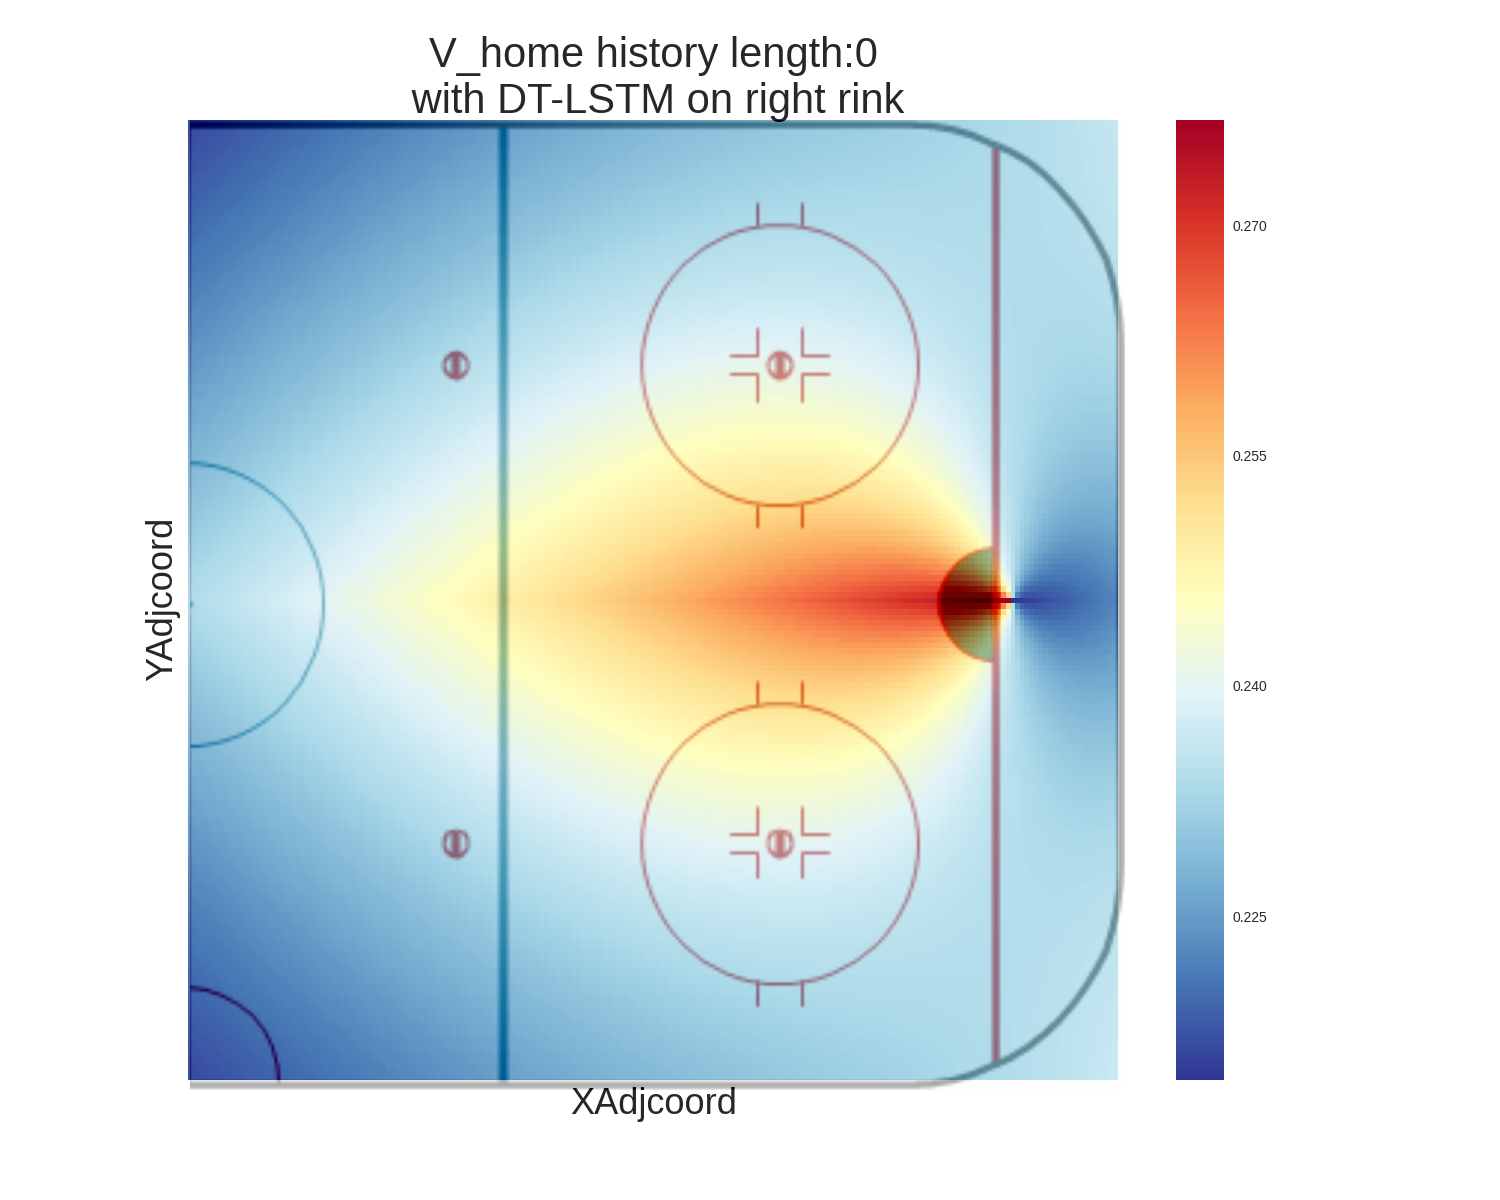 V_home history length:0
with DT-LSTM on right rink
0.270
0.255
0.240
0.225
YAdjcoord
XAdjcoord